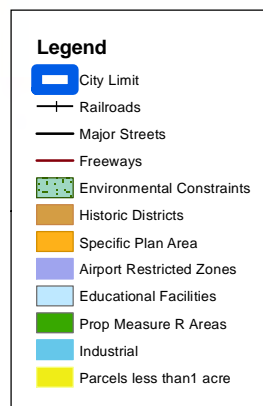 Legend
City Limit
Railroads
Major Streets
Freeways
Environmental Constraints
Historic Districts
Specific Plan Area
Airport Restricted Zones
Educational Facilities
Prop Measure R Areas
Industrial
Parcels less than1 acre